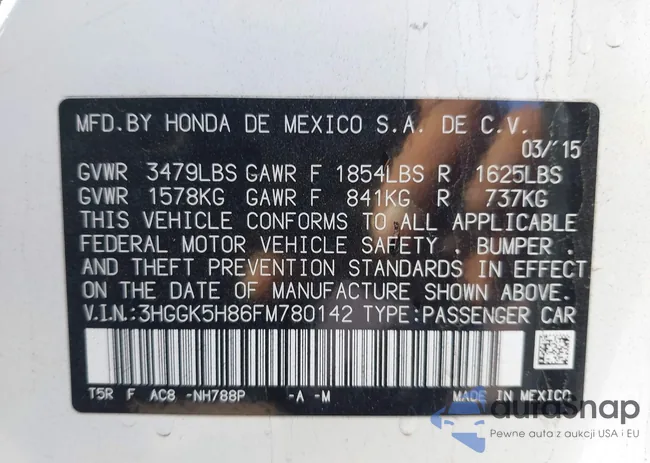 MFD.BY HONDA DE MEXICO S.A. DE C.V.
03/'15
GVWR 3479LBS GAWR F 1854LBS R 1625LBS
GVWR 1578KG GAWR F 841KG R 737KG
THIS VEHICLE CONFORMS TO ALL APPLICABLE
FEDERAL MOTOR VEHICLE SAFETY . BUMPER .
AND THEFT PREVENTION STANDARDS IN EFFECT
ON THE DATE OF MANUFACTURE SHOWN ABOVE.
V.I.N.:3HGGK5H86FM780142 TYPE:PASSENGER CAR
T5R F AC8 -NH788P -A -M MADE IN MEXICO
autasnap
Pewne auta z aukcji USA i EU